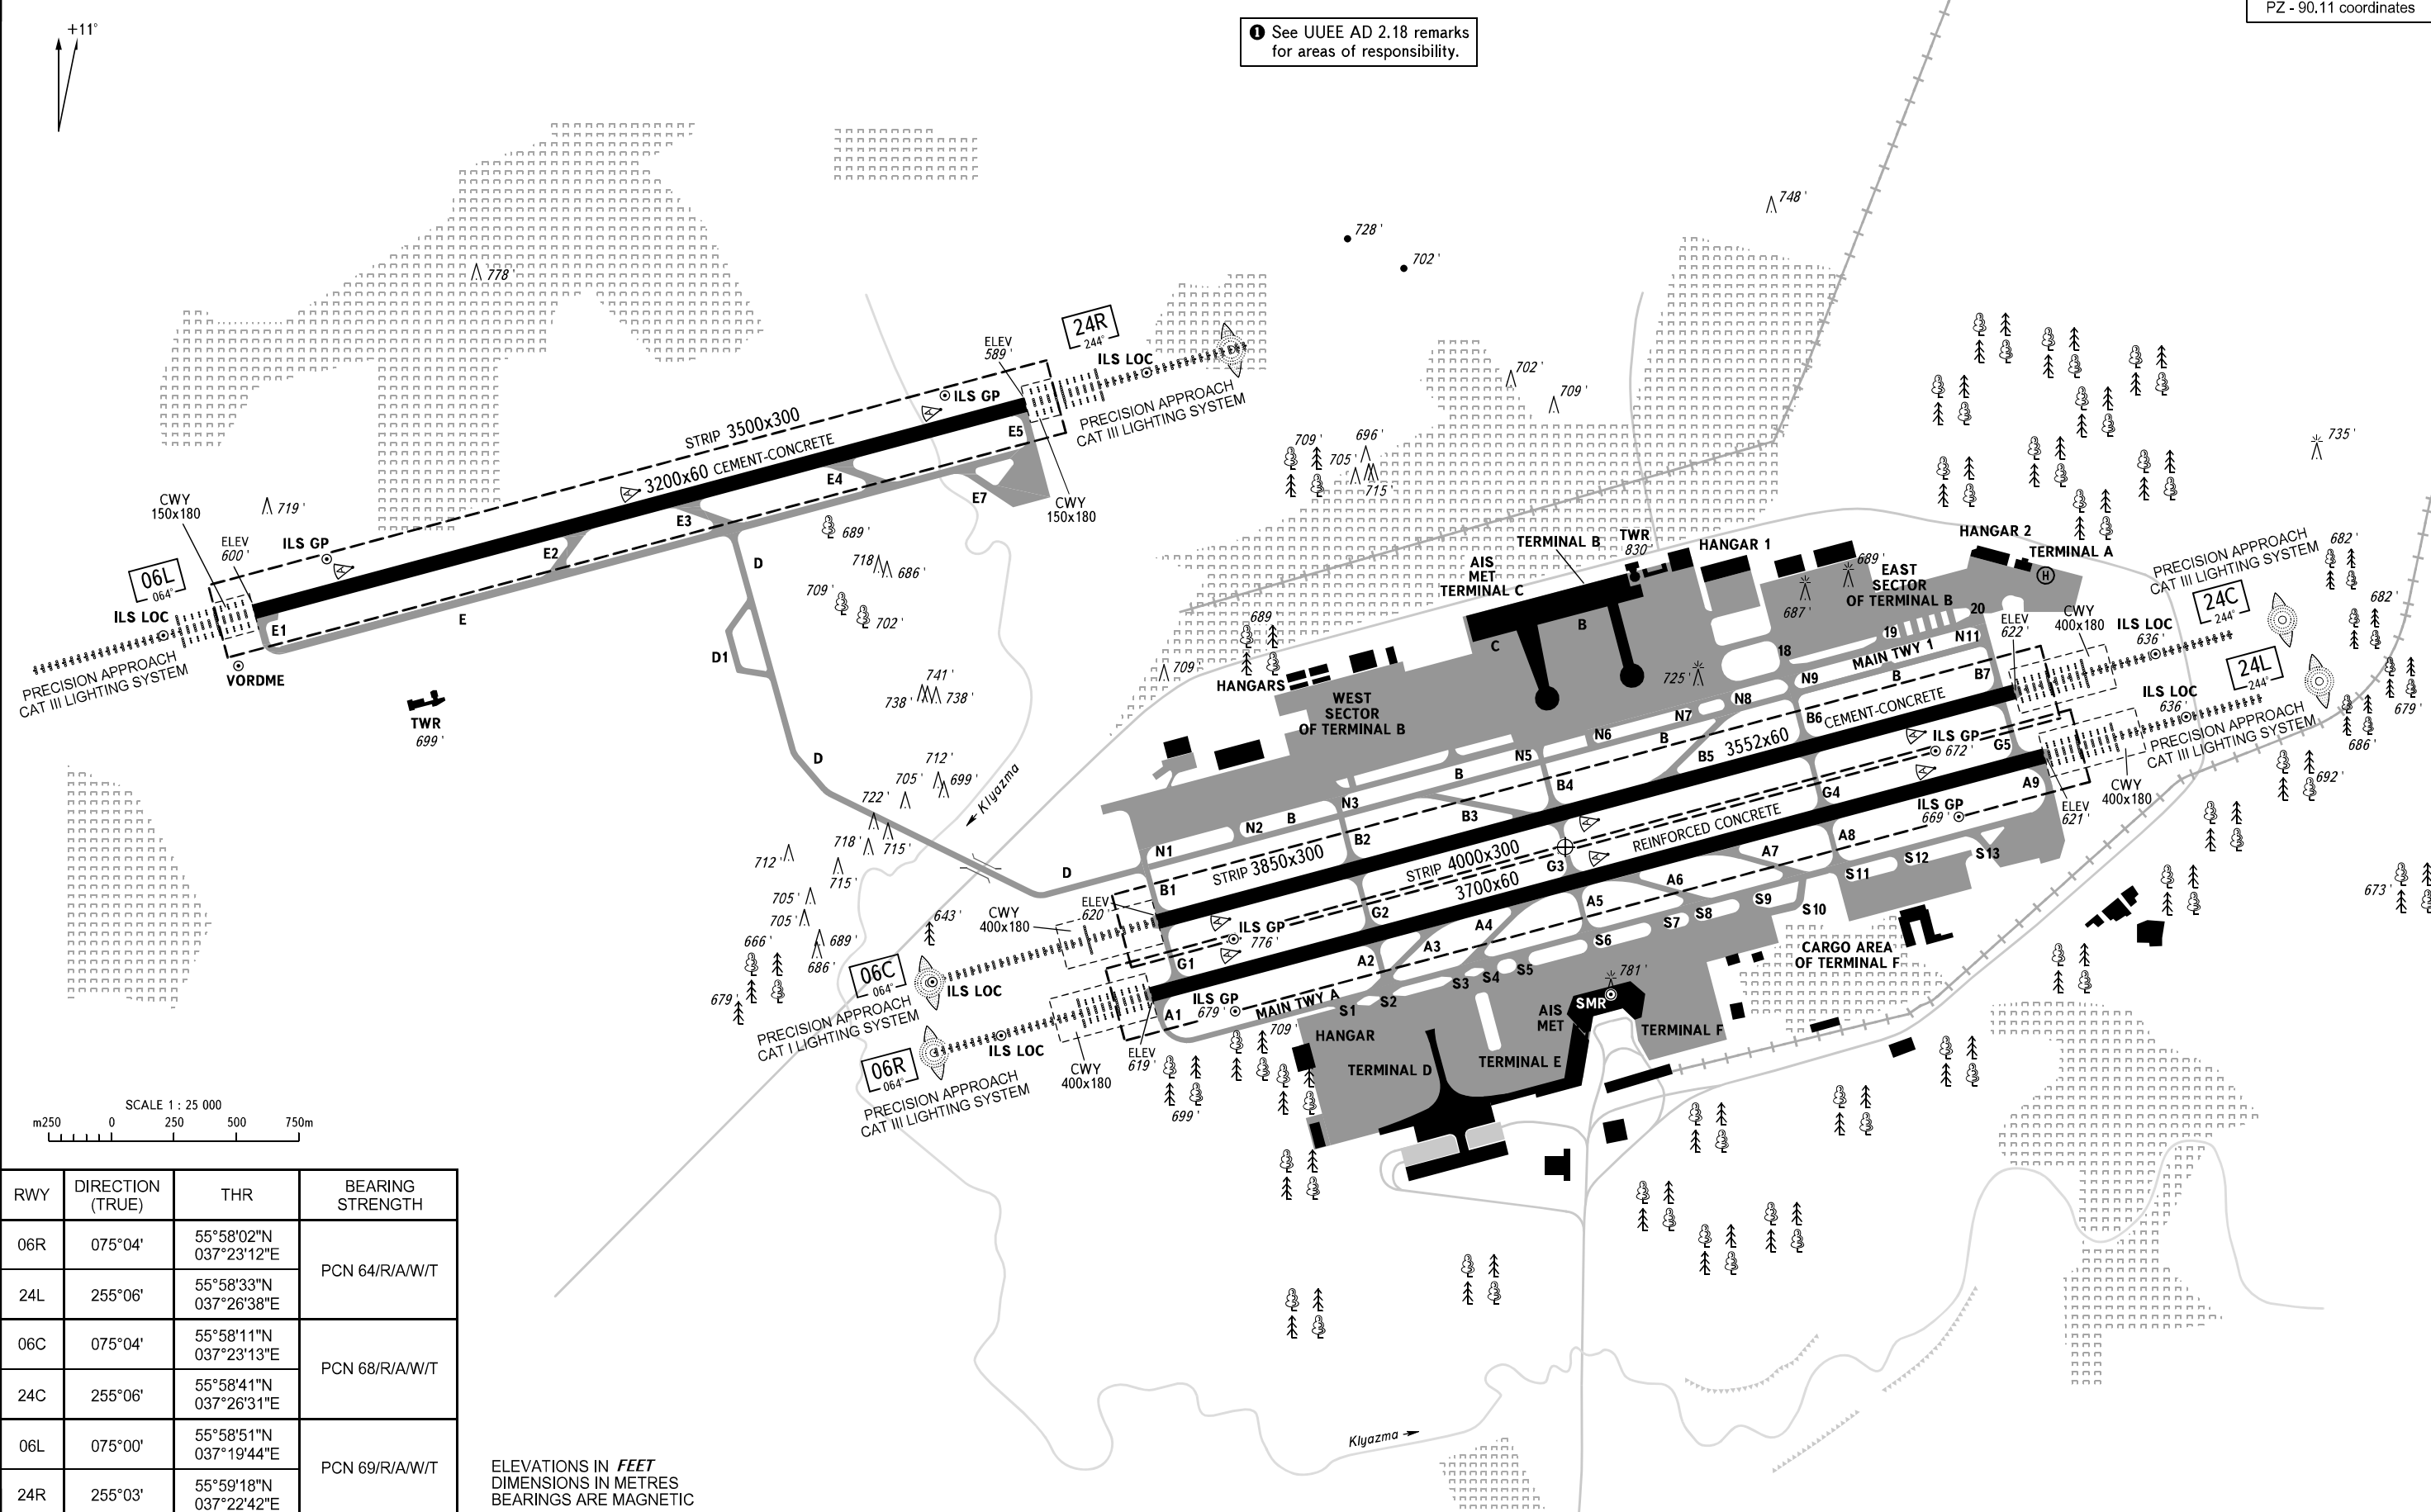 +11°
❶ See UUEE AD 2.18 remarks
for areas of responsibility.
PZ - 90.11 coordinates
748 '
728 '
702 '
778 '
24R
244°
ELEV
589 '
ILS LOC
ILS GP
PRECISION APPROACH
CAT III LIGHTING SYSTEM
STRIP 3500x300
3200x60 CEMENT-CONCRETE
E5
E4
E7
E3
E2
E1
E
CWY
150x180
CWY
150x180
719 '
ELEV
600 '
ILS GP
06L
064°
ILS LOC
PRECISION APPROACH
CAT III LIGHTING SYSTEM
VORDME
TWR
699 '
689 '
718 '
686 '
709 '
702 '
D
D1
D
D
741 '
738 '
738 '
712 '
705 '
699 '
722 '
718 '
715 '
712 '
715 '
705 '
705 '
689 '
686 '
666 '
679 '
643 '
Klyazma
702 '
709 '
709 '
696 '
705 '
715 '
735 '
689 '
709 '
HANGARS
WEST
SECTOR
OF TERMINAL B
AIS
MET
TERMINAL C
TERMINAL B
TWR
830 '
HANGAR 1
C
B
687 '
689 '
725 '
EAST
SECTOR
OF TERMINAL B
HANGAR 2
TERMINAL A
H
18
19
20
MAIN TWY 1
N11
N9
N8
N7
N6
N5
N3
N2
N1
B
B
B
B
B7
B6
B5
B4
B3
B2
B1
ELEV
622 '
CWY
400x180
ILS LOC
636 '
24C
244°
PRECISION APPROACH
CAT III LIGHTING SYSTEM
682 '
682 '
679 '
686 '
692 '
673 '
24L
244°
ILS LOC
636 '
PRECISION APPROACH
CAT III LIGHTING SYSTEM
CWY
400x180
ELEV
621 '
CEMENT-CONCRETE
3552x60
STRIP 3850x300
STRIP 4000x300
REINFORCED CONCRETE
3700x60
ILS GP
672 '
ILS GP
669 '
G5
G4
G3
G2
G1
A9
A8
A7
A6
A5
A4
A3
A2
A1
S13
S12
S11
S10
S9
S8
S7
S6
S5
S4
S3
S2
S1
MAIN TWY A
ELEV
620 '
CWY
400x180
ILS GP
776 '
06C
064°
ILS LOC
PRECISION APPROACH
CAT I LIGHTING SYSTEM
06R
064°
ILS LOC
PRECISION APPROACH
CAT III LIGHTING SYSTEM
CWY
400x180
ELEV
619 '
ILS GP
679 '
709 '
699 '
HANGAR
TERMINAL D
TERMINAL E
AIS
MET
SMR
781 '
TERMINAL F
CARGO AREA
OF TERMINAL F
Klyazma
SCALE 1 : 25 000
m250 0 250 500 750m
RWY DIRECTION (TRUE) THR BEARING STRENGTH
06R 075°04' 55°58'02"N 037°23'12"E PCN 64/R/A/W/T
24L 255°06' 55°58'33"N 037°26'38"E
06C 075°04' 55°58'11"N 037°23'13"E PCN 68/R/A/W/T
24C 255°06' 55°58'41"N 037°26'31"E
06L 075°00' 55°58'51"N 037°19'44"E PCN 69/R/A/W/T
24R 255°03' 55°59'18"N 037°22'42"E
ELEVATIONS IN FEET
DIMENSIONS IN METRES
BEARINGS ARE MAGNETIC